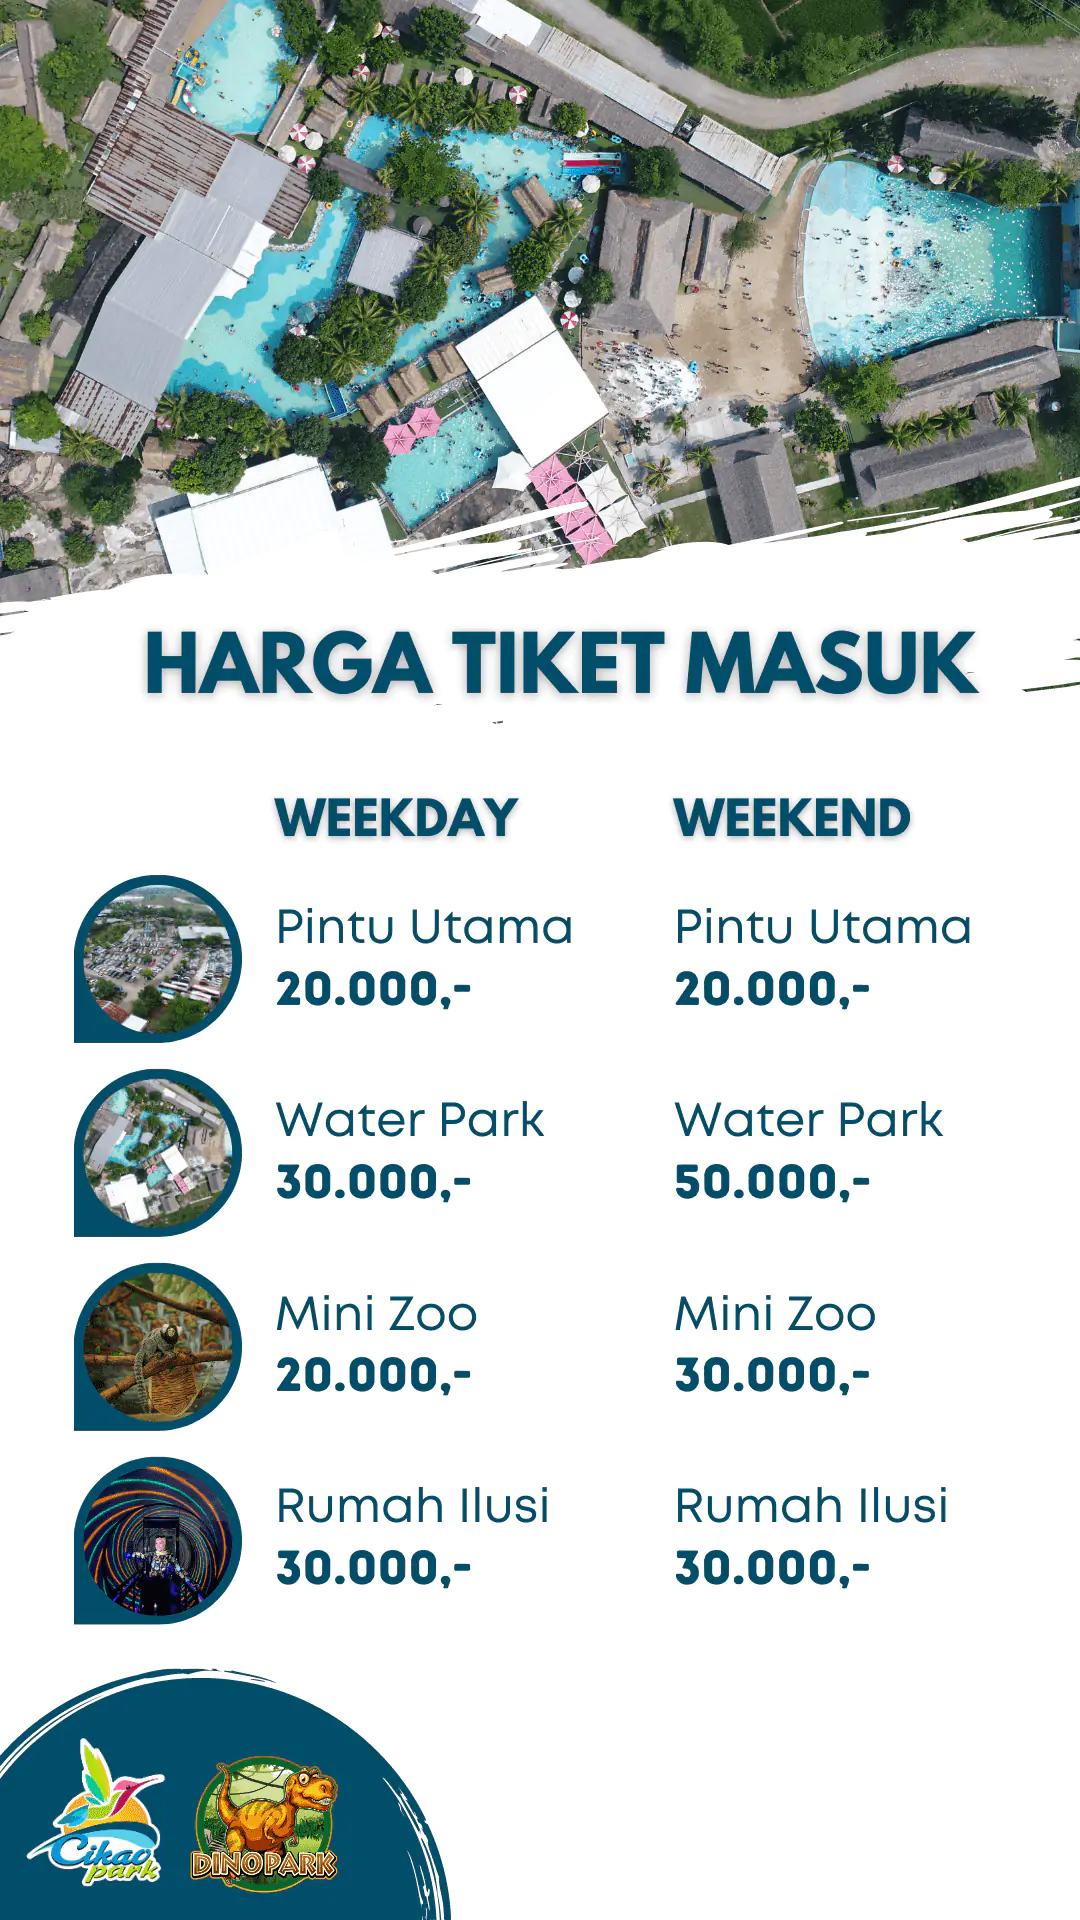 HARGA TIKET MASUK
WEEKDAY
WEEKEND
Pintu Utama
20.000,-
Pintu Utama
20.000,-
Water Park
30.000,-
Water Park
50.000,-
Mini Zoo
20.000,-
Mini Zoo
30.000,-
Rumah Ilusi
30.000,-
Rumah Ilusi
30.000,-
Cikao
park
DINOPARK